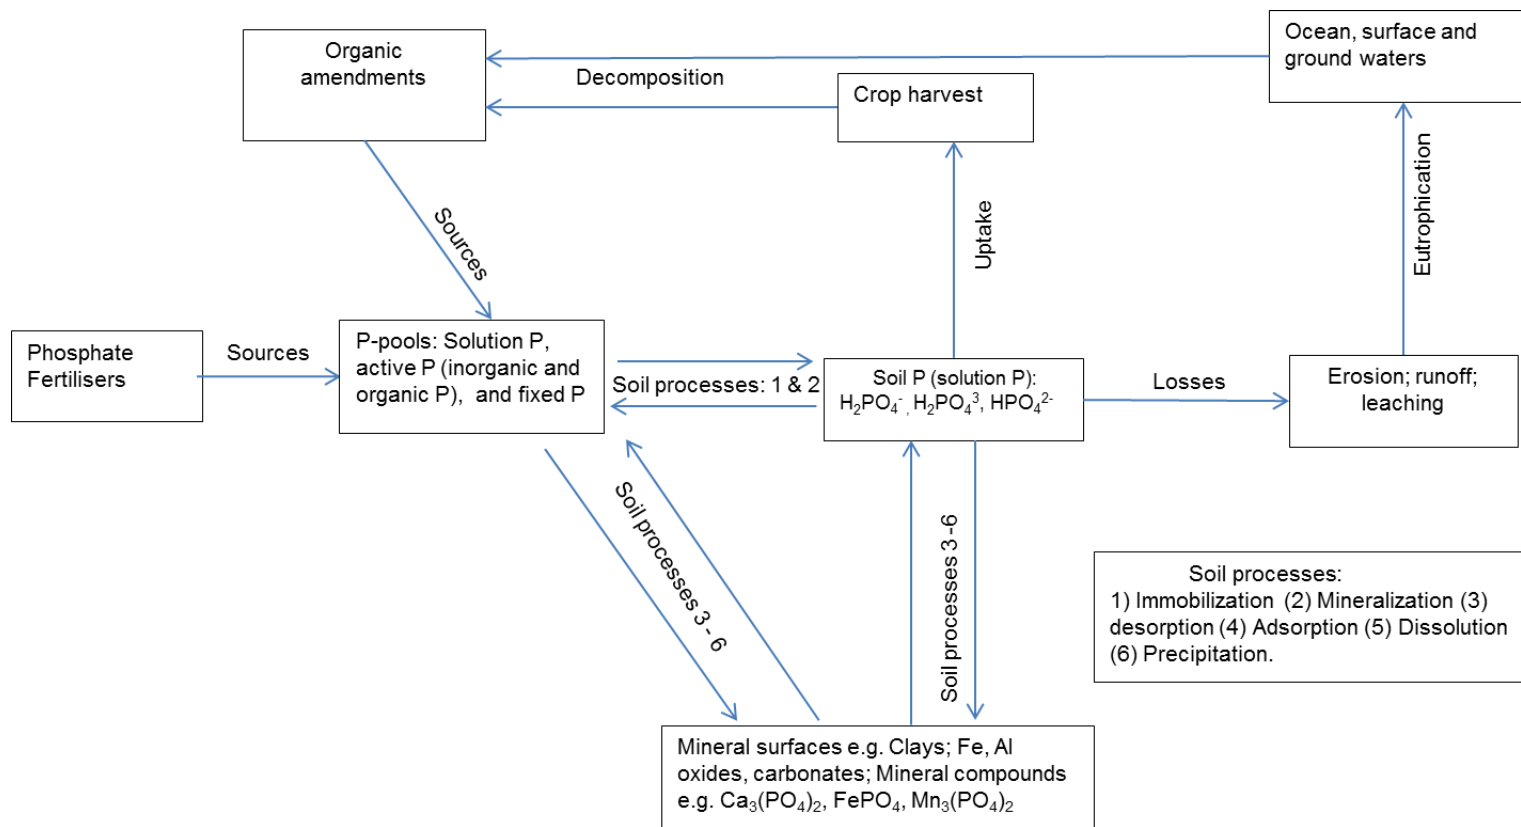 Organic
amendments
Ocean, surface and
ground waters
Decomposition
Crop harvest
Sources
Uptake
Eutrophication
Phosphate
Fertilisers
Sources
P-pools: Solution P,
active P (inorganic and
organic P),  and fixed P
Soil processes: 1 & 2
Soil P (solution P):
H₂PO₄⁻ , H₂PO₄³, HPO₄²⁻
Losses
Erosion; runoff;
leaching
Soil processes 3 - 6
Soil processes 3 -6
Soil processes:
1) Immobilization (2) Mineralization (3)
desorption (4) Adsorption (5) Dissolution
(6) Precipitation.
Mineral surfaces e.g. Clays; Fe, Al
oxides, carbonates; Mineral compounds
e.g. Ca₃(PO₄)₂, FePO₄, Mn₃(PO₄)₂